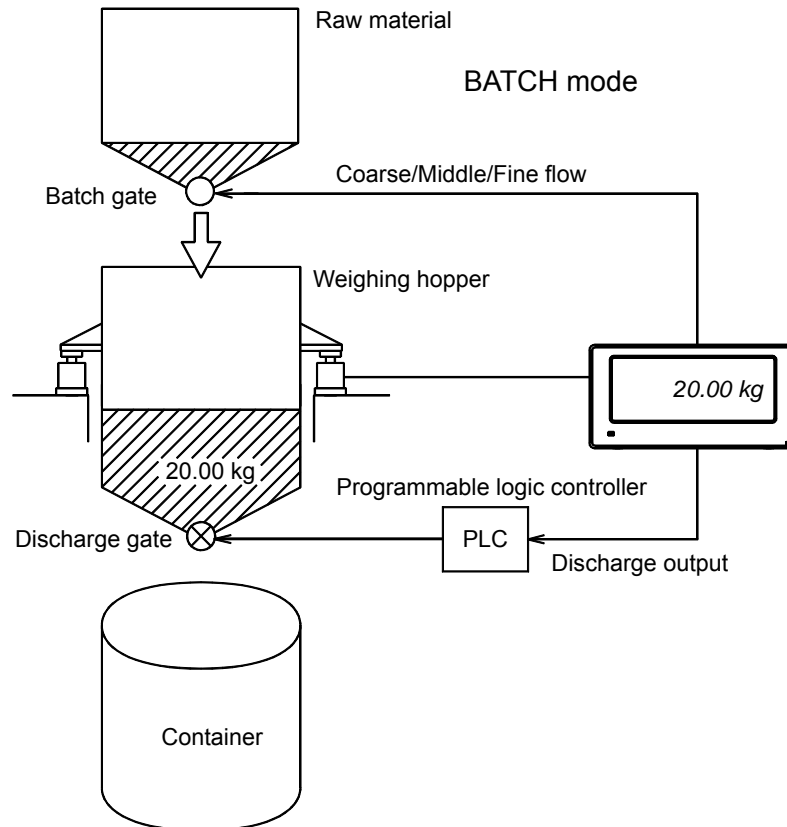 Raw material
BATCH mode
Coarse/Middle/Fine flow
Batch gate
Weighing hopper
20.00 kg
20.00 kg
Programmable logic controller
Discharge gate
PLC
Discharge output
Container